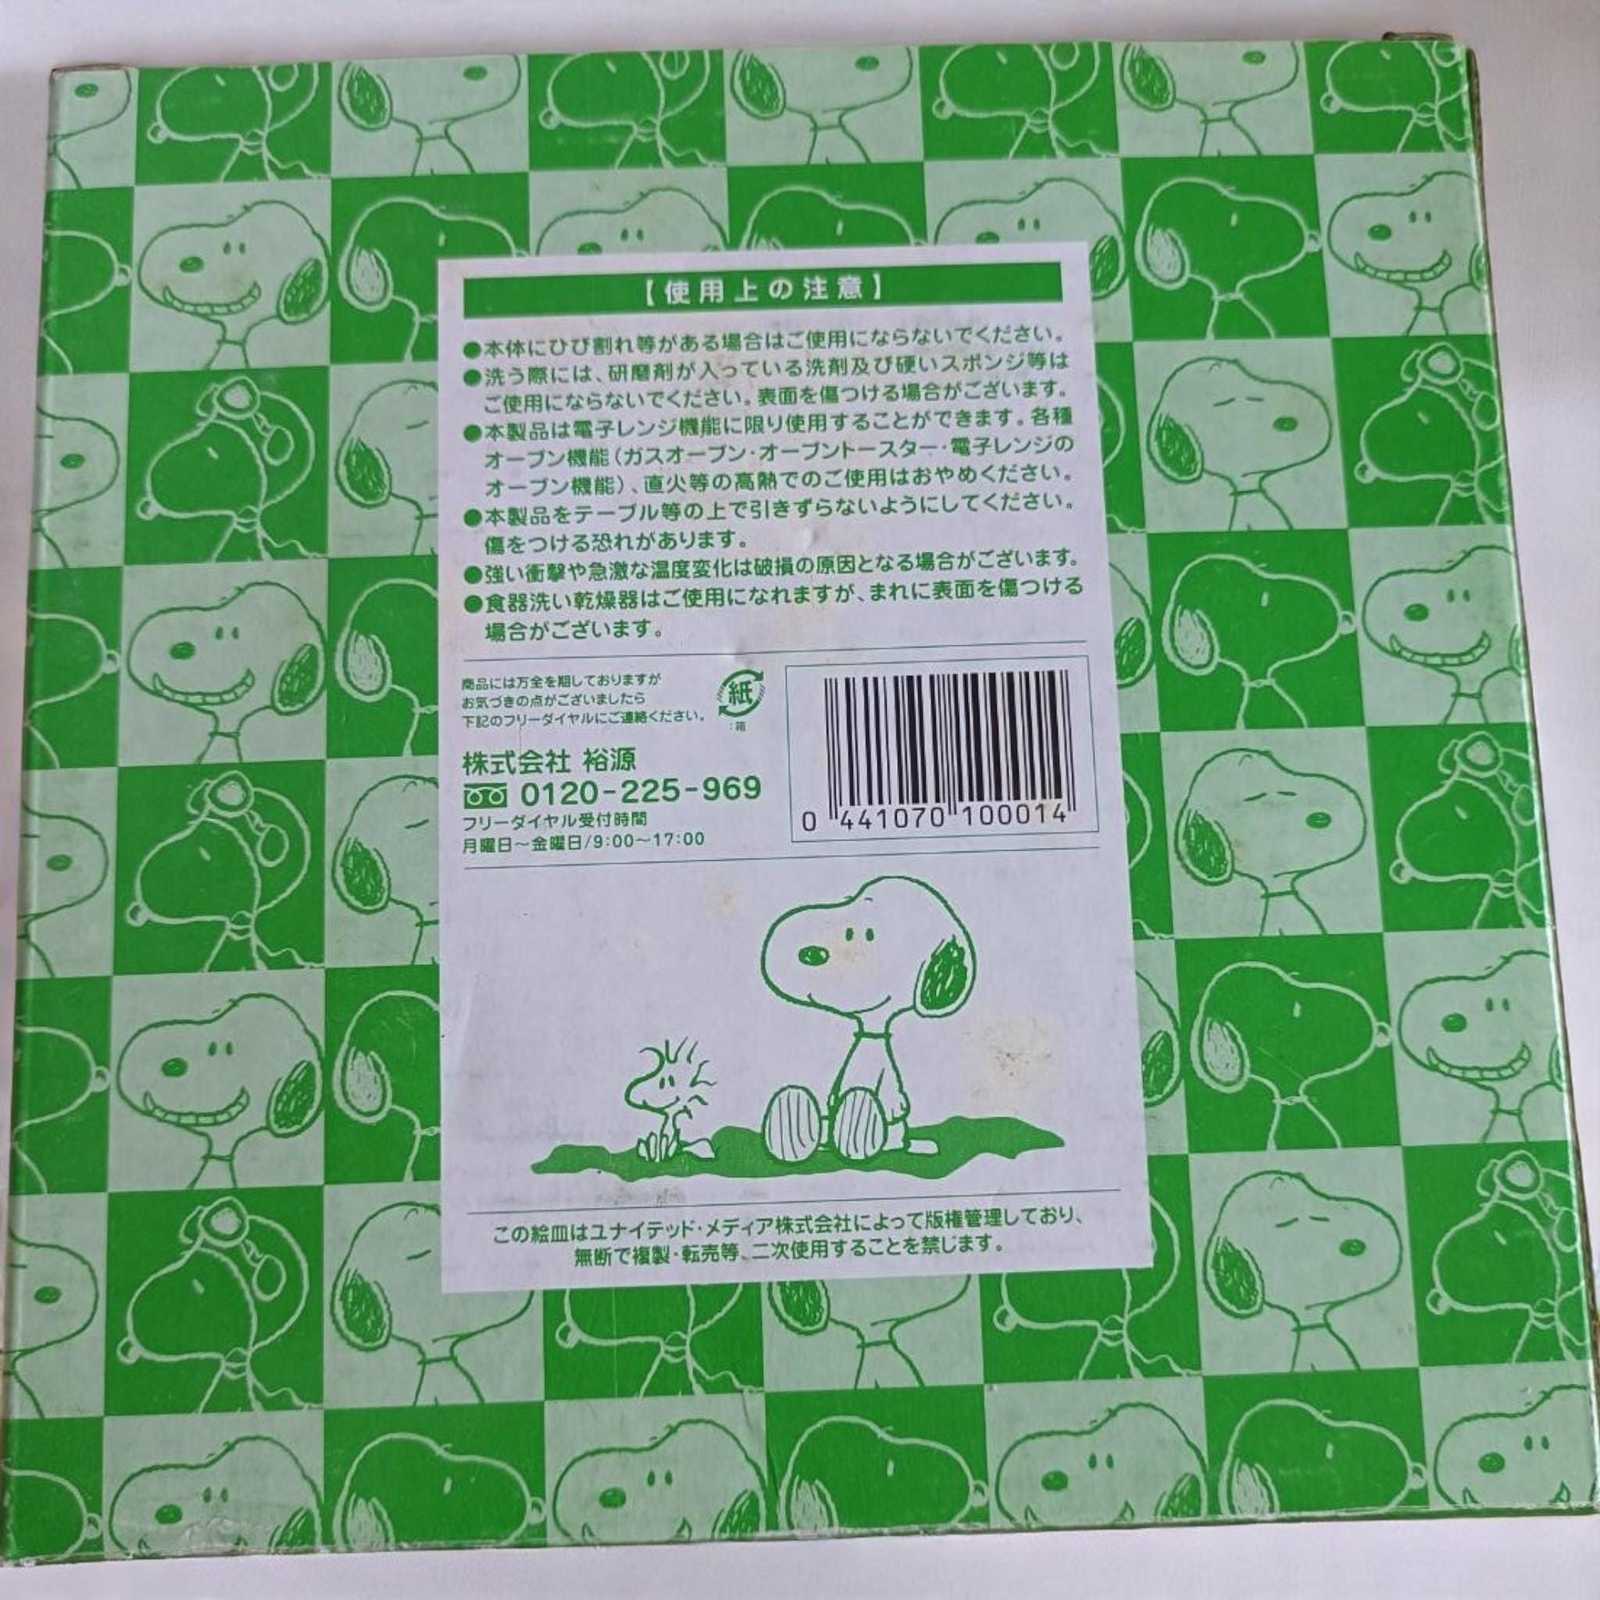 【使用上の注意】
●本体にひび割れ等がある場合はご使用にならないでください。
●洗う際には、研磨剤が入っている洗剤及び硬いスポンジ等は
ご使用にならないでください。表面を傷つける場合がございます。
●本製品は電子レンジ機能に限り使用することができます。各種
オーブン機能(ガスオーブン・オーブントースター・電子レンジの
オーブン機能)、直火等の高熱でのご使用はおやめください。
●本製品をテーブル等の上で引きずらないようにしてください。
傷をつける恐れがあります。
●強い衝撃や急激な温度変化は破損の原因となる場合がございます。
●食器洗い乾燥器はご使用になれますが、まれに表面を傷つける
場合がございます。
商品には万全を期しておりますが
お気づきの点がございましたら
下記のフリーダイヤルにご連絡ください。
紙
:箱
株式会社 裕源
0120-225-969
フリーダイヤル受付時間
月曜日〜金曜日/9:00〜17:00
0 441070 100014
この絵皿はユナイテッド・メディア株式会社によって版権管理しており、
無断で複製・転売等、二次使用することを禁じます。